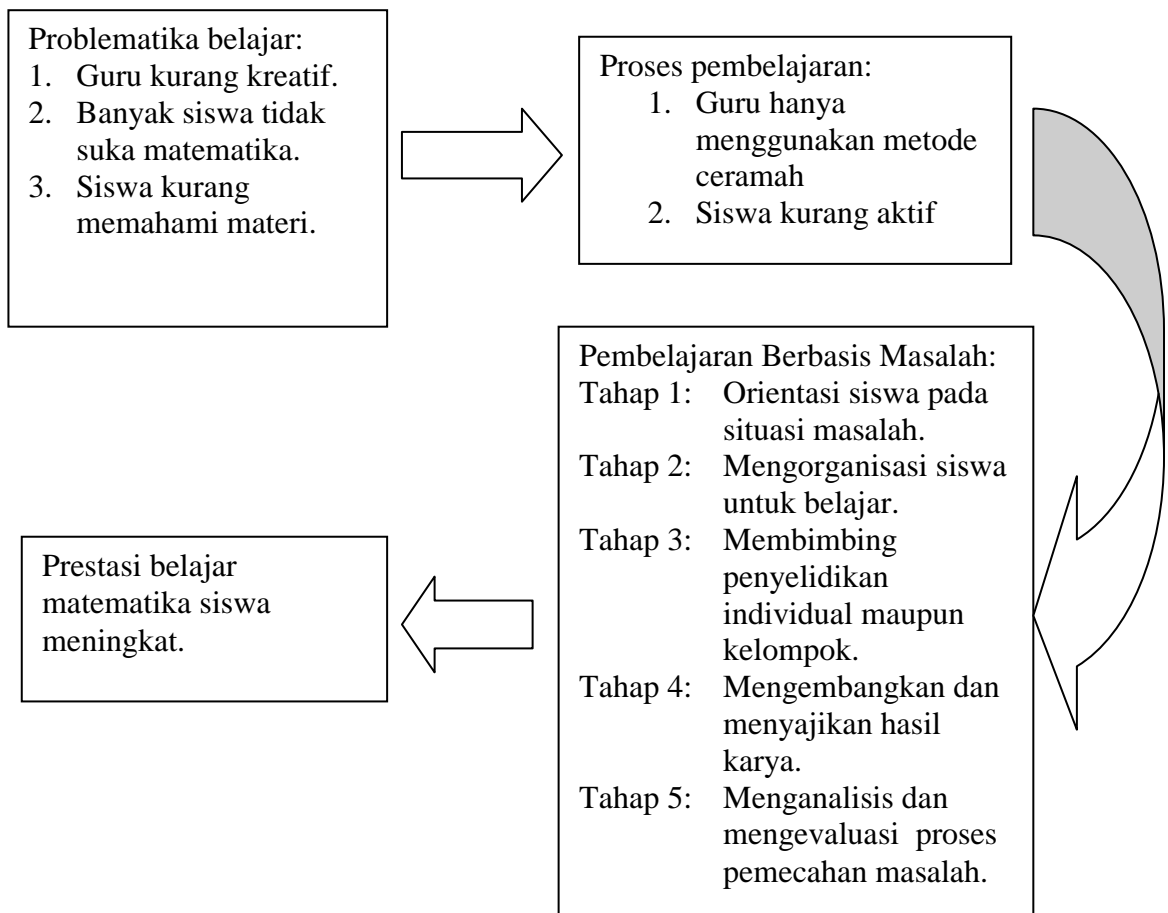 Problematika belajar:
1. Guru kurang kreatif.
2. Banyak siswa tidak
suka matematika.
3. Siswa kurang
memahami materi.
Proses pembelajaran:
1. Guru hanya
menggunakan metode
ceramah
2. Siswa kurang aktif
Pembelajaran Berbasis Masalah:
Tahap 1: Orientasi siswa pada
situasi masalah.
Tahap 2: Mengorganisasi siswa
untuk belajar.
Tahap 3: Membimbing
penyelidikan
individual maupun
kelompok.
Tahap 4: Mengembangkan dan
menyajikan hasil
karya.
Tahap 5: Menganalisis dan
mengevaluasi proses
pemecahan masalah.
Prestasi belajar
matematika siswa
meningkat.